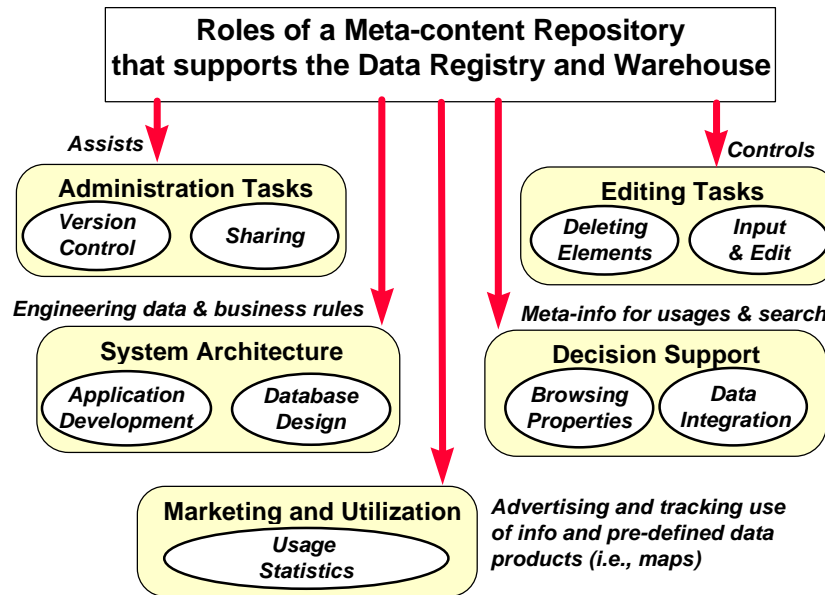 Roles of a Meta-content Repository
that supports the Data Registry and Warehouse
Assists
Administration Tasks
Version
Control
Sharing
Controls
Editing Tasks
Deleting
Elements
Input
& Edit
Engineering data & business rules
System Architecture
Application
Development
Database
Design
Meta-info for usages & search
Decision Support
Browsing
Properties
Data
Integration
Marketing and Utilization
Usage
Statistics
Advertising and tracking use
of info and pre-defined data
products (i.e., maps)